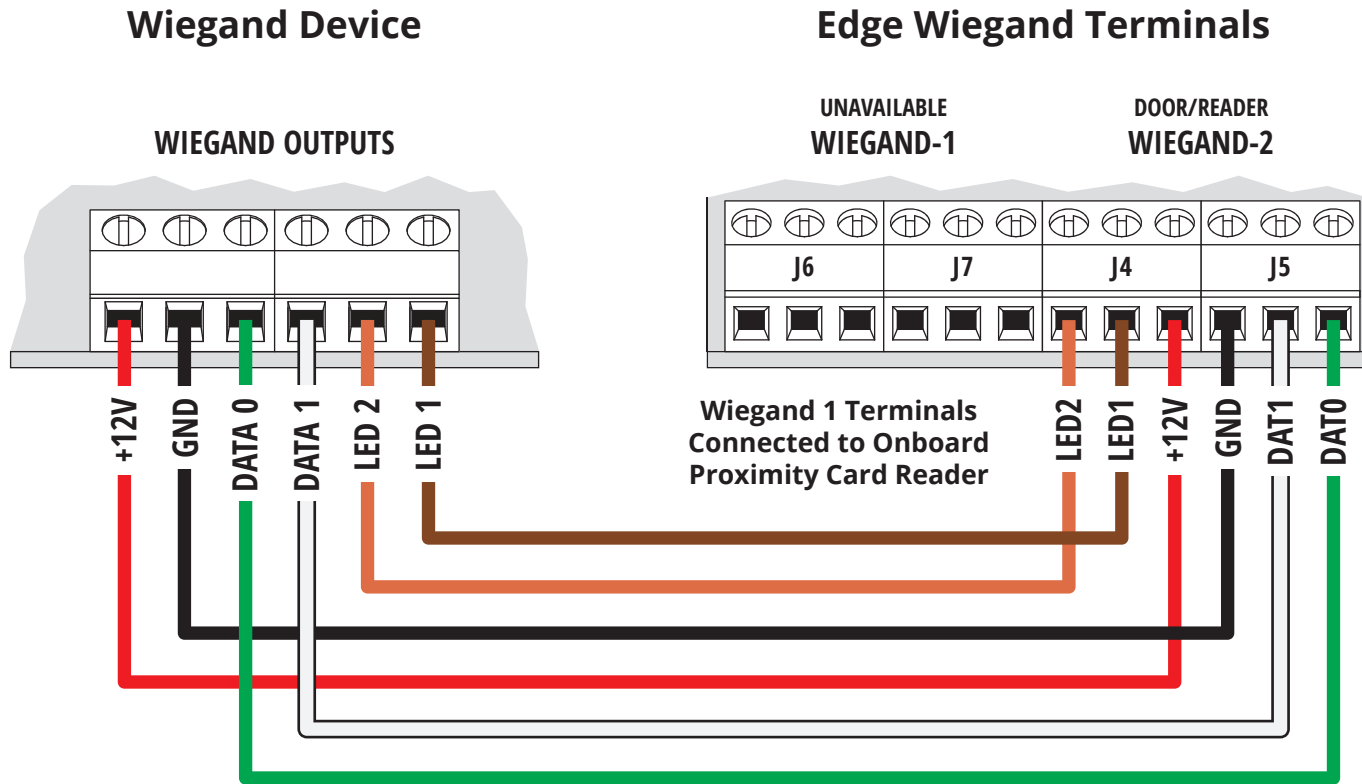 Wiegand Device
Edge Wiegand Terminals
UNAVAILABLE
WIEGAND-1
DOOR/READER
WIEGAND-2
WIEGAND OUTPUTS
J6
J7
J4
J5
+12V
GND
DATA 0
DATA 1
LED 2
LED 1
Wiegand 1 Terminals
Connected to Onboard
Proximity Card Reader
LED2
LED1
+12V
GND
DAT1
DAT0